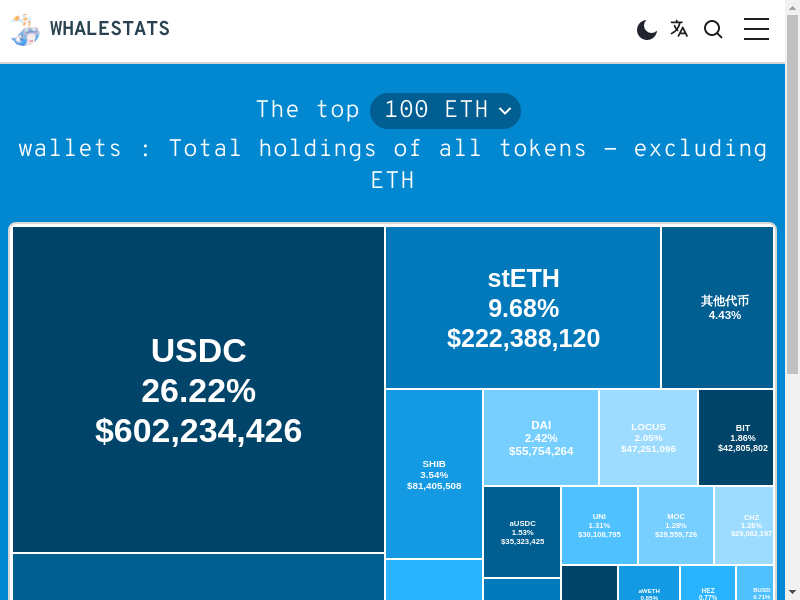 WHALESTATS
The top 100 ETH
wallets : Total holdings of all tokens - excluding
ETH
USDC
26.22%
$602,234,426
stETH
9.68%
$222,388,120
其他代币
4.43%
SHIB
3.54%
$81,405,508
DAI
2.42%
$55,754,264
LOCUS
2.05%
$47,251,096
BIT
1.86%
$42,805,802
aUSDC
1.53%
$35,323,425
UNI
1.31%
$30,108,795
MOC
1.28%
$29,559,726
CHZ
1.26%
$29,082,197
aWETH
0.85%
HEZ
0.77%
BUSD
0.71%